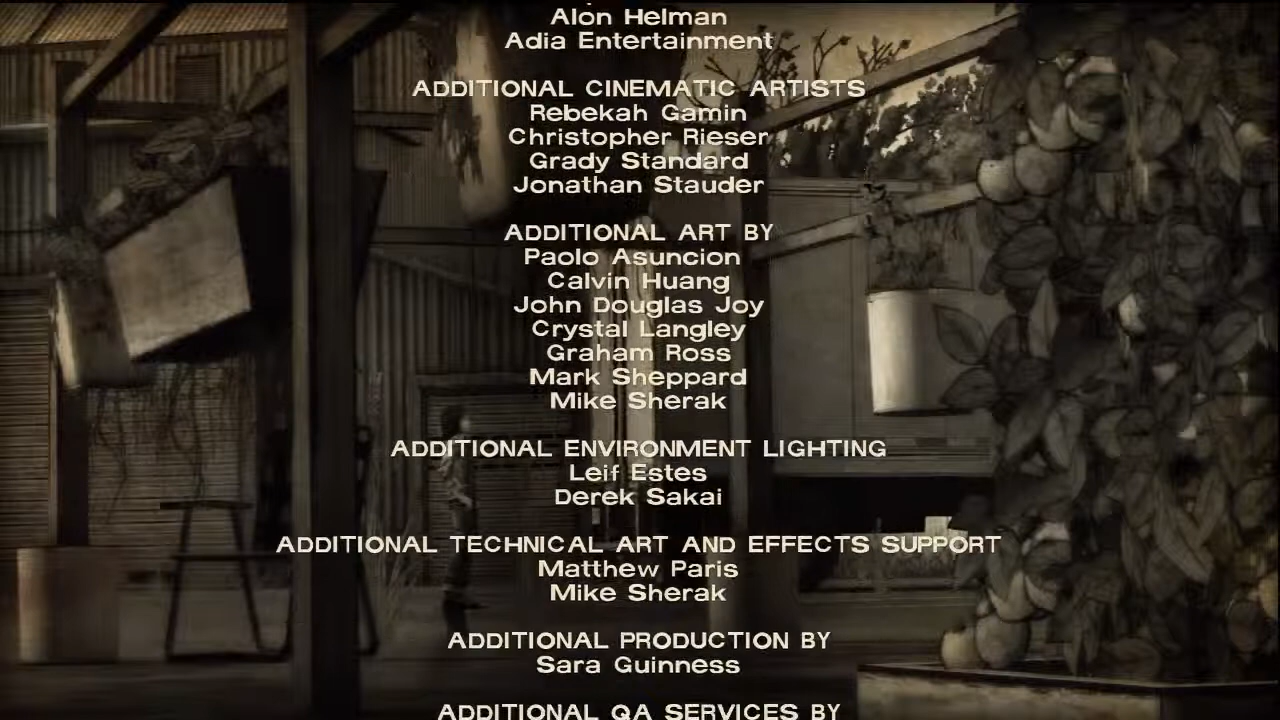 Alon Helman
Adia Entertainment
ADDITIONAL CINEMATIC ARTISTS
Rebekah Gamin
Christopher Rieser
Grady Standard
Jonathan Stauder
ADDITIONAL ART BY
Paolo Asuncion
Calvin Huang
John Douglas Joy
Crystal Langley
Graham Ross
Mark Sheppard
Mike Sherak
ADDITIONAL ENVIRONMENT LIGHTING
Leif Estes
Derek Sakai
ADDITIONAL TECHNICAL ART AND EFFECTS SUPPORT
Matthew Paris
Mike Sherak
ADDITIONAL PRODUCTION BY
Sara Guinness
ADDITIONAL QA SERVICES BY